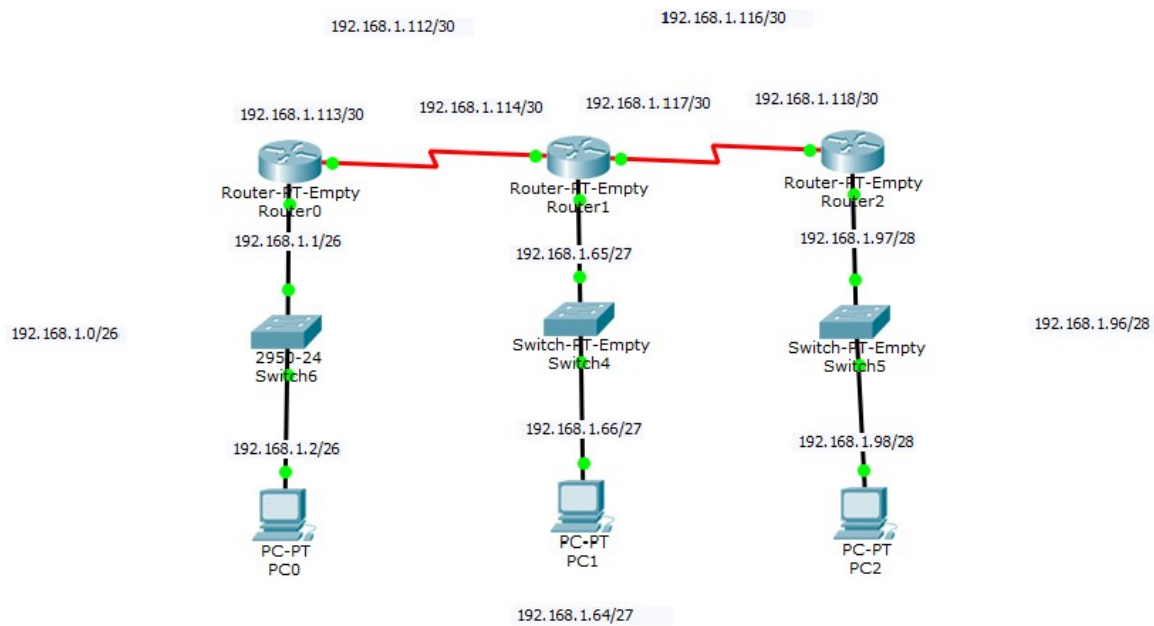 192.168.1.112/30
192.168.1.116/30
192.168.1.113/30
192.168.1.114/30
192.168.1.117/30
192.168.1.118/30
Router-PT-Empty
Router0
Router-PT-Empty
Router1
Router-PT-Empty
Router2
192.168.1.1/26
192.168.1.65/27
192.168.1.97/28
192.168.1.0/26
2950-24
Switch6
Switch-PT-Empty
Switch4
Switch-PT-Empty
Switch5
192.168.1.96/28
192.168.1.2/26
192.168.1.66/27
192.168.1.98/28
PC-PT
PC0
PC-PT
PC1
PC-PT
PC2
192.168.1.64/27